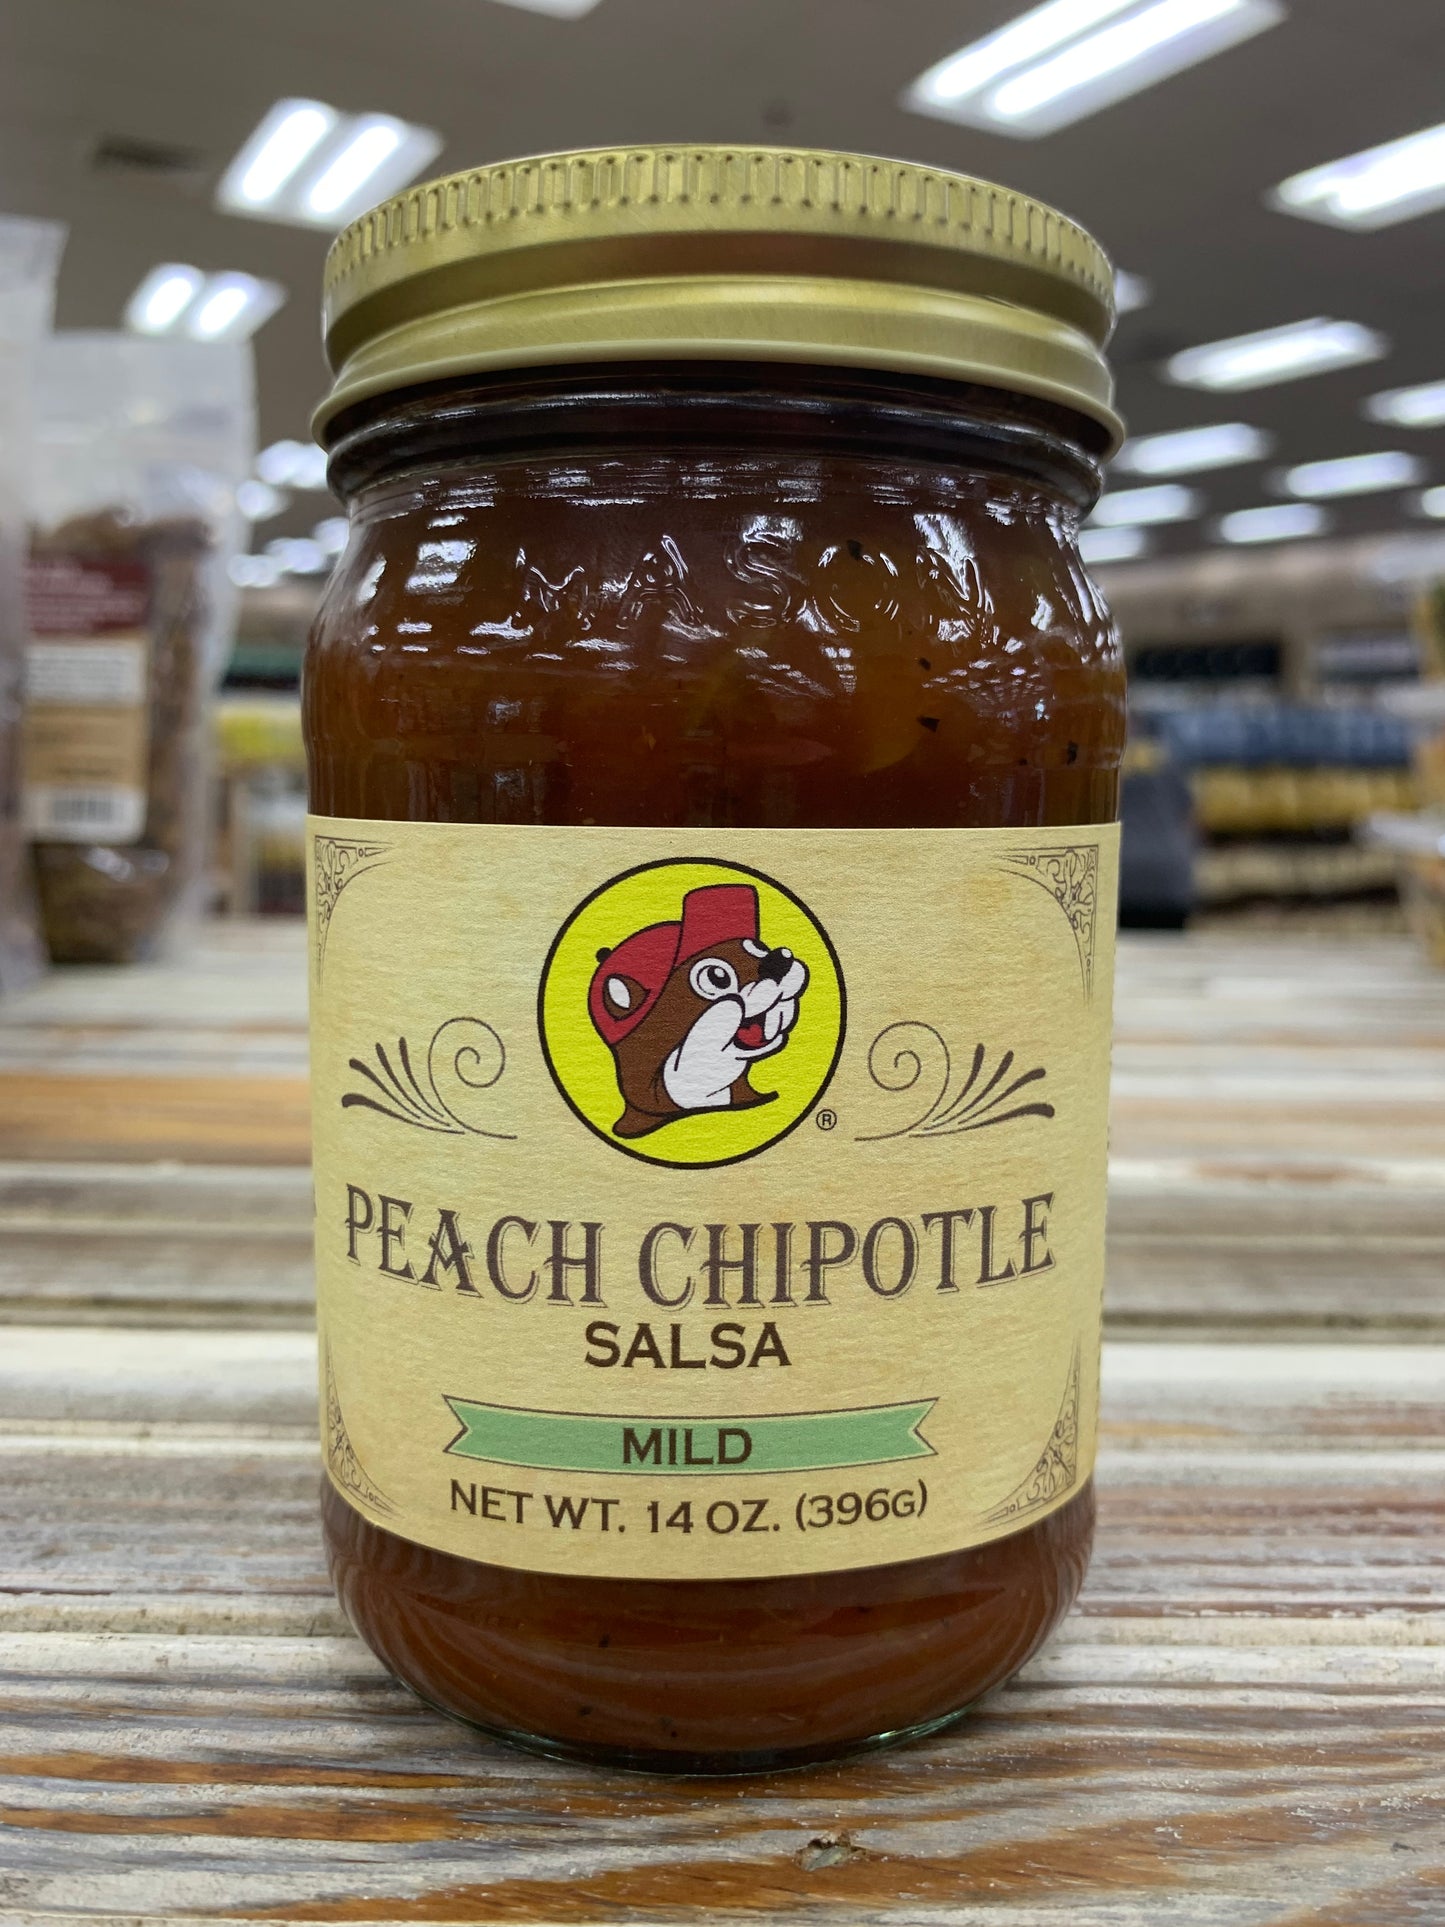 MASON
®
PEACH CHIPOTLE
SALSA
MILD
NET WT. 14 OZ. (396G)